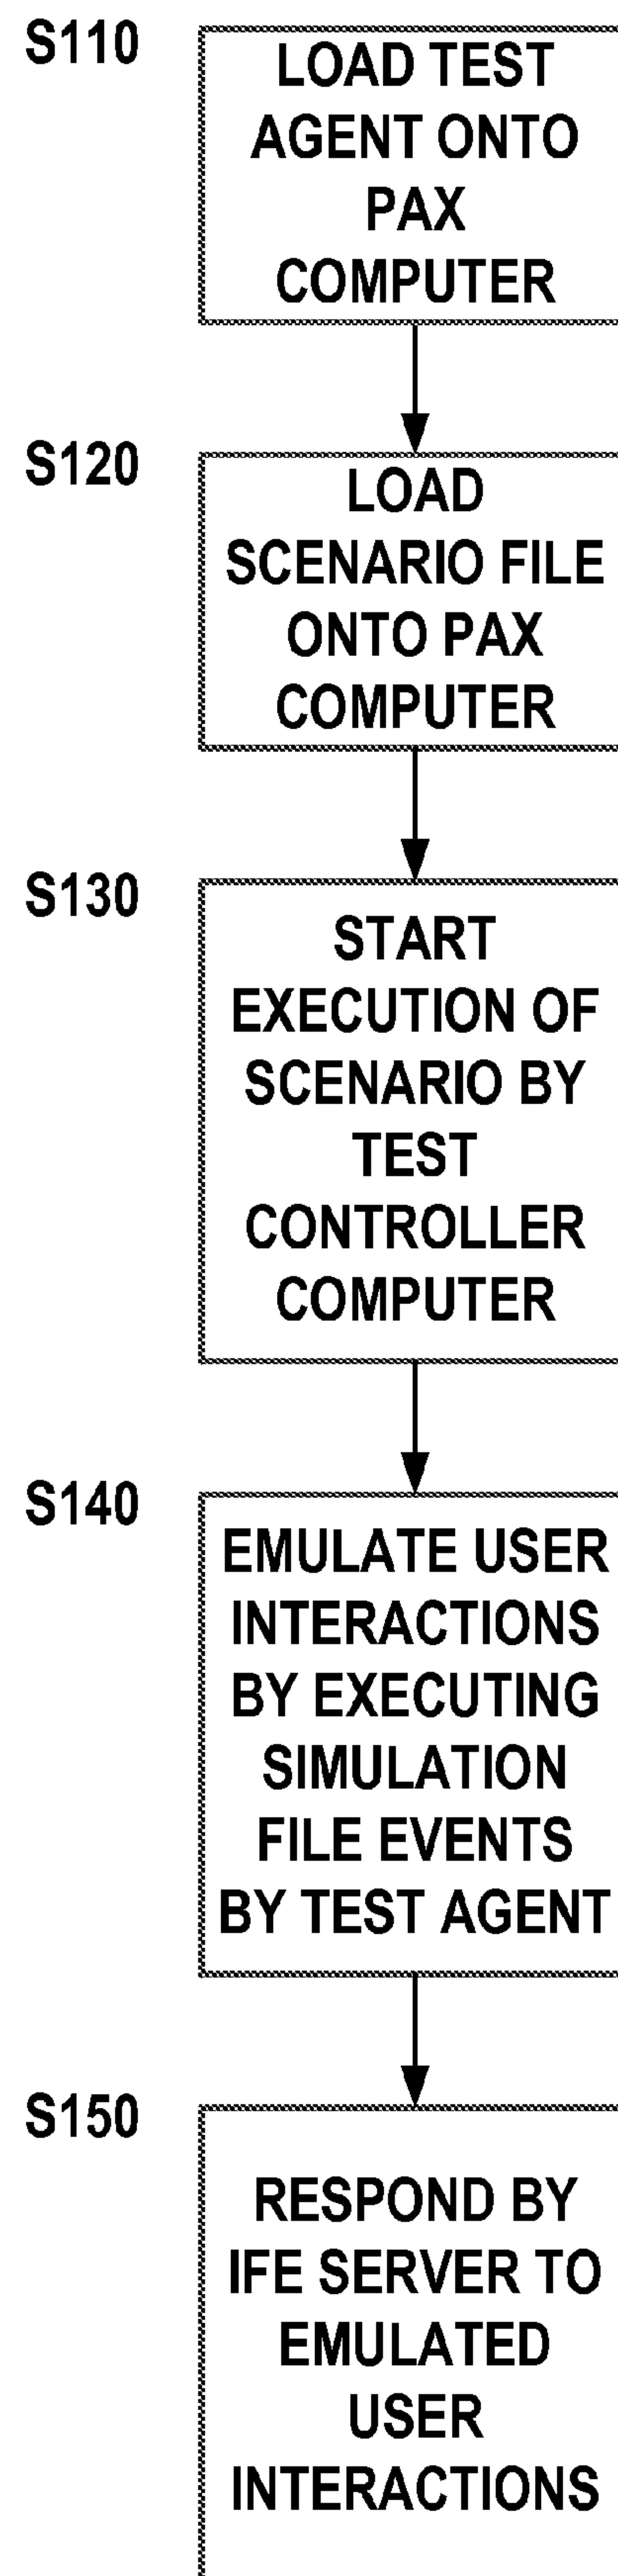 S110
LOAD TEST
AGENT ONTO
PAX
COMPUTER
S120
LOAD
SCENARIO FILE
ONTO PAX
COMPUTER
S130
START
EXECUTION OF
SCENARIO BY
TEST
CONTROLLER
COMPUTER
S140
EMULATE USER
INTERACTIONS
BY EXECUTING
SIMULATION
FILE EVENTS
BY TEST AGENT
S150
RESPOND BY
IFE SERVER TO
EMULATED
USER
INTERACTIONS